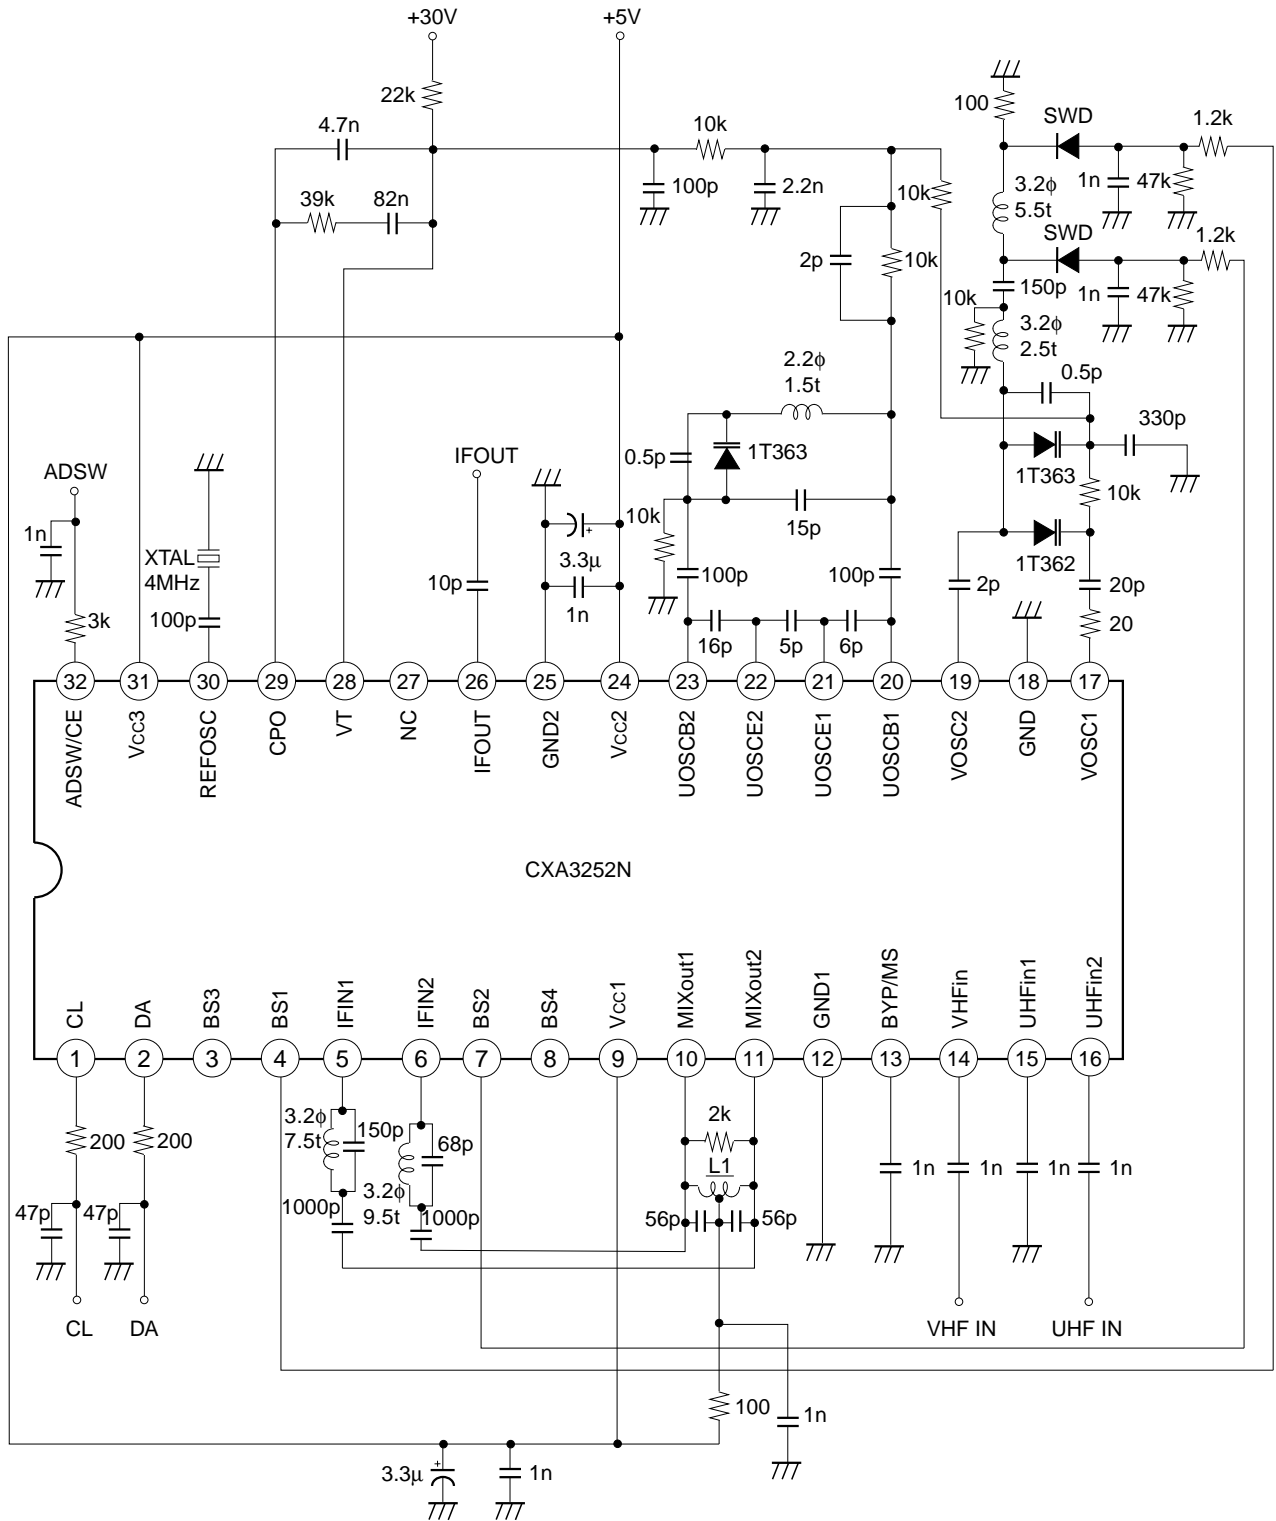 +30V
+5V
22k
4.7n
39k
82n
100p
10k
2.2n
10k
2p
10k
100
SWD
1.2k
3.2ϕ
5.5t
1n
47k
SWD
1.2k
150p
1n
47k
10k
3.2ϕ
2.5t
0.5p
330p
2.2ϕ
1.5t
0.5p
1T363
1T363
10k
15p
10k
1T362
ADSW
1n
XTAL
4MHz
3k
100p
IFOUT
10p
3.3μ
1n
100p
100p
16p
5p
6p
2p
20p
20
32
31
30
29
28
27
26
25
24
23
22
21
20
19
18
17
ADSW/CE
Vcc3
REFOSC
CPO
VT
NC
IFOUT
GND2
Vcc2
UOSCB2
UOSCE2
UOSCE1
UOSCB1
VOSC2
GND
VOSC1
CXA3252N
CL
DA
BS3
BS1
IFIN1
IFIN2
BS2
BS4
Vcc1
MIXout1
MIXout2
GND1
BYP/MS
VHFin
UHFin1
UHFin2
1
2
3
4
5
6
7
8
9
10
11
12
13
14
15
16
200
200
3.2ϕ
7.5t
150p
68p
3.2ϕ
9.5t
1000p
1000p
2k
L1
56p
56p
1n
1n
1n
1n
47p
47p
CL
DA
VHF IN
UHF IN
100
1n
3.3μ
1n